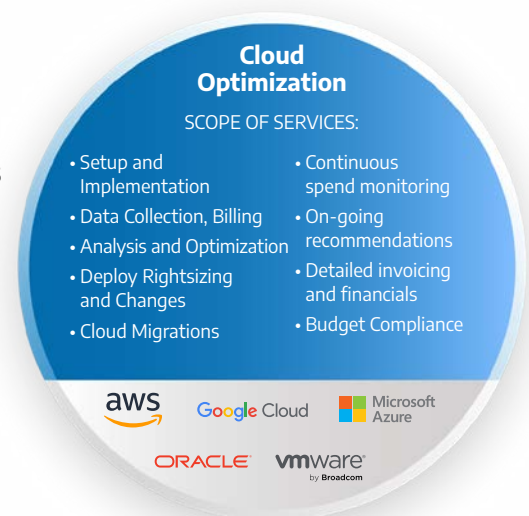 Cloud
Optimization
SCOPE OF SERVICES:
• Setup and
Implementation
• Data Collection, Billing
• Analysis and Optimization
• Deploy Rightsizing
and Changes
• Cloud Migrations
• Continuous
spend monitoring
• On-going
recommendations
• Detailed invoicing
and financials
• Budget Compliance
aws
Google Cloud
Microsoft
Azure
ORACLE
vmware®
by Broadcom